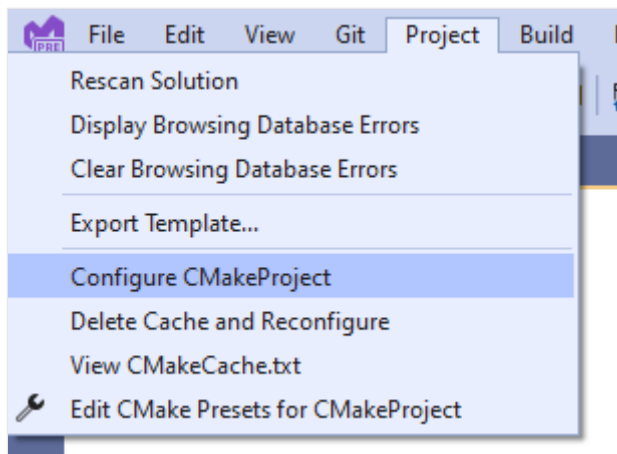 PRE File Edit View Git Project Build
Rescan Solution
Display Browsing Database Errors
Clear Browsing Database Errors
Export Template...
Configure CMakeProject
Delete Cache and Reconfigure
View CMakeCache.txt
Edit CMake Presets for CMakeProject